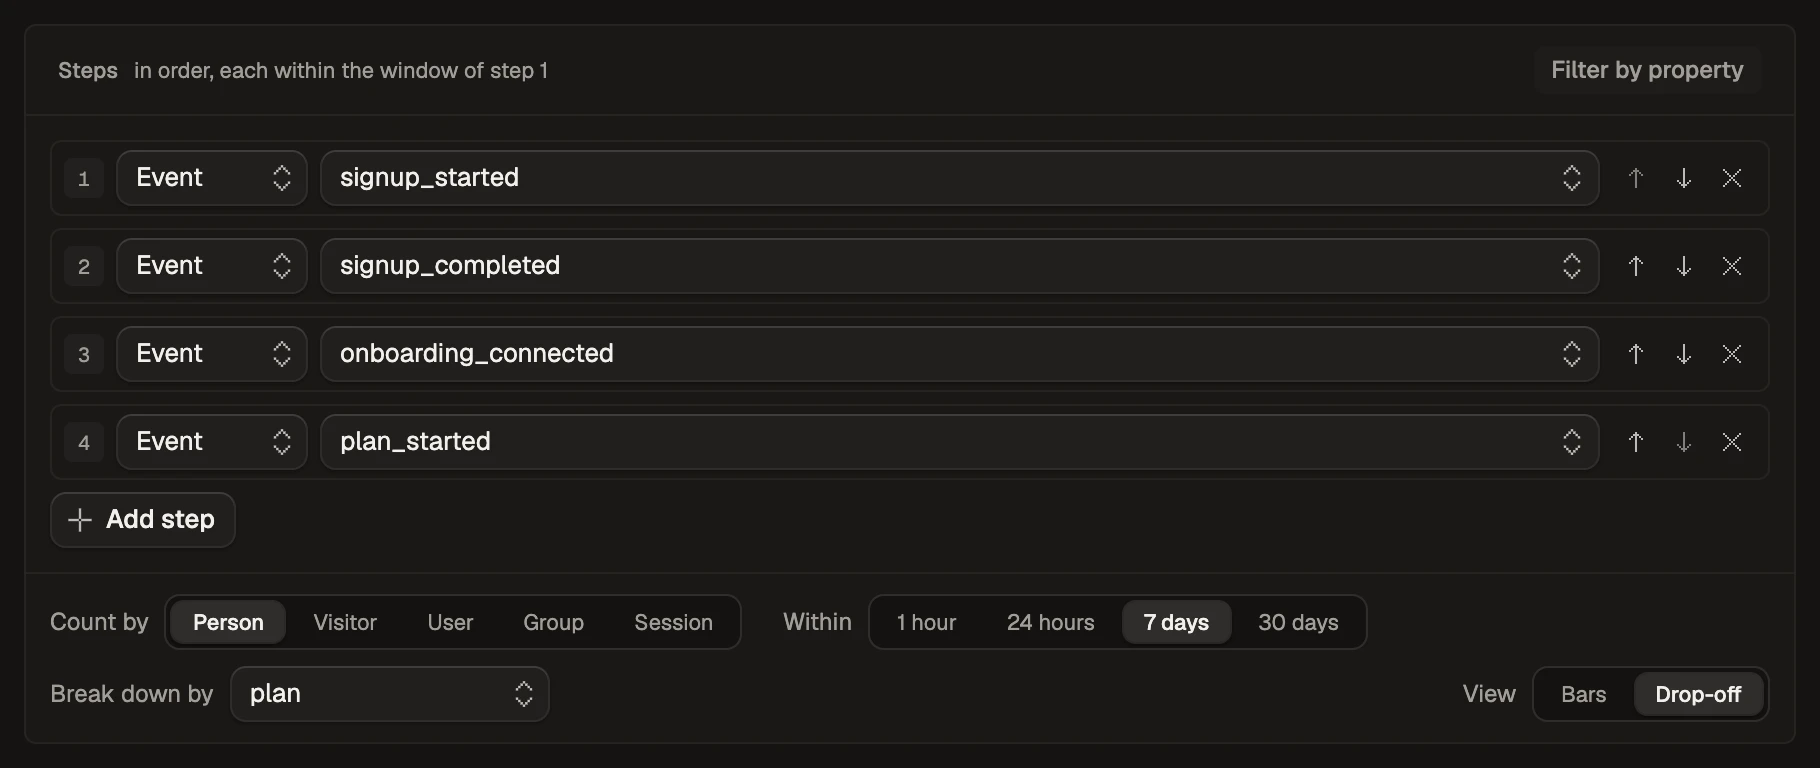 Steps in order, each within the window of step 1 Filter by property
1 Event signup_started
2 Event signup_completed
3 Event onboarding_connected
4 Event plan_started
Add step
Count by Person Visitor User Group Session Within 1 hour 24 hours 7 days 30 days
Break down by plan View Bars Drop-off